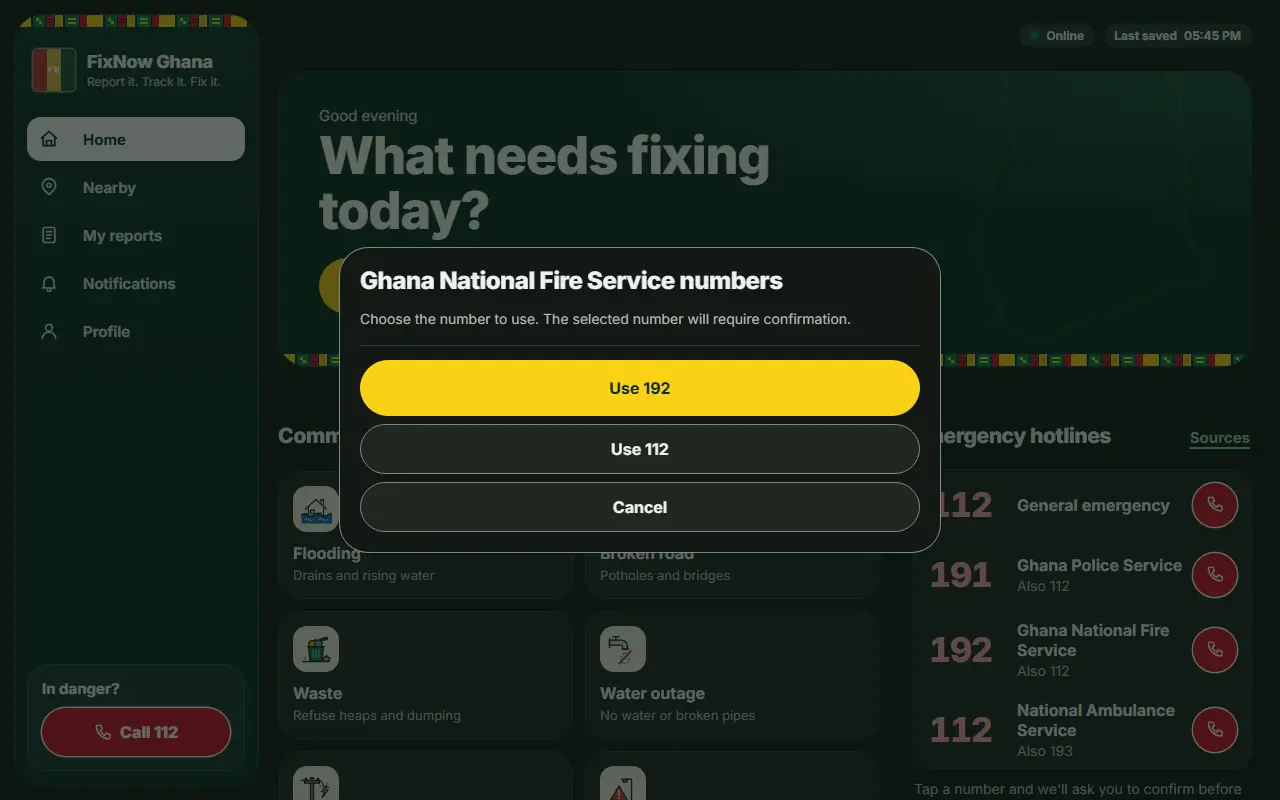 FN
FixNow Ghana
Report it. Track it. Fix it.
Home
Nearby
My reports
Notifications
Profile
In danger?
Call 112
Online
Last saved 05:45 PM
Good evening
What needs fixing
today?
Ghana National Fire Service numbers
Choose the number to use. The selected number will require confirmation.
Use 192
Use 112
Cancel
Comm
Flooding
Drains and rising water
Broken road
Potholes and bridges
Waste
Refuse heaps and dumping
Water outage
No water or broken pipes
ergency hotlines
Sources
112
General emergency
191
Ghana Police Service
Also 112
192
Ghana National Fire
Service
Also 112
112
National Ambulance
Service
Also 193
Tap a number and we'll ask you to confirm before